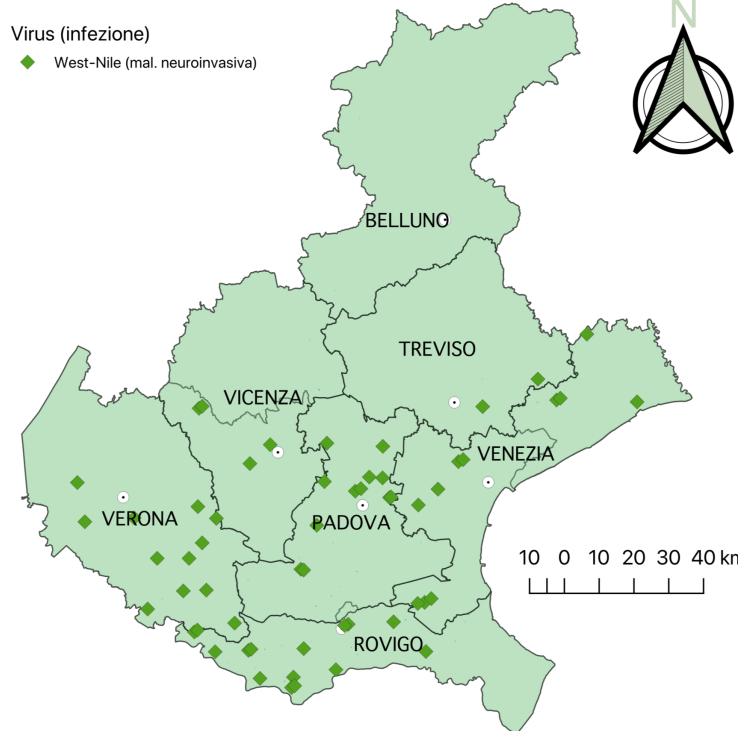 Virus (infezione)
West-Nile (mal. neuroinvasiva)
N
BELLUNO
TREVISO
VICENZA
VENEZIA
VERONA
PADOVA
10 0 10 20 30 40 km
ROVIGO